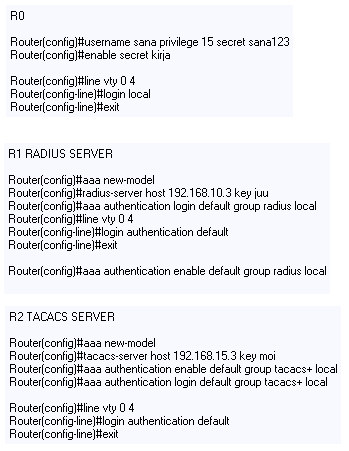 R0
Router(config)#username sana privilege 15 secret sana123
Router(config)#enable secret kirja
Router(config)#line vty 0 4
Router(config-line)#login local
Router(config-line)#exit
R1 RADIUS SERVER
Router(config)#aaa new-model
Router(config)#radius-server host 192.168.10.3 key juu
Router(config)#aaa authentication login default group radius local
Router(config)#line vty 0 4
Router(config-line)#login authentication default
Router(config-line)#exit
Router(config)#aaa authentication enable default group radius local
R2 TACACS SERVER
Router(config)#aaa new-model
Router(config)#tacacs-server host 192.168.15.3 key moi
Router(config)#aaa authentication enable default group tacacs+ local
Router(config)#aaa authentication login default group tacacs+ local
Router(config)#line vty 0 4
Router(config-line)#login authentication default
Router(config-line)#exit